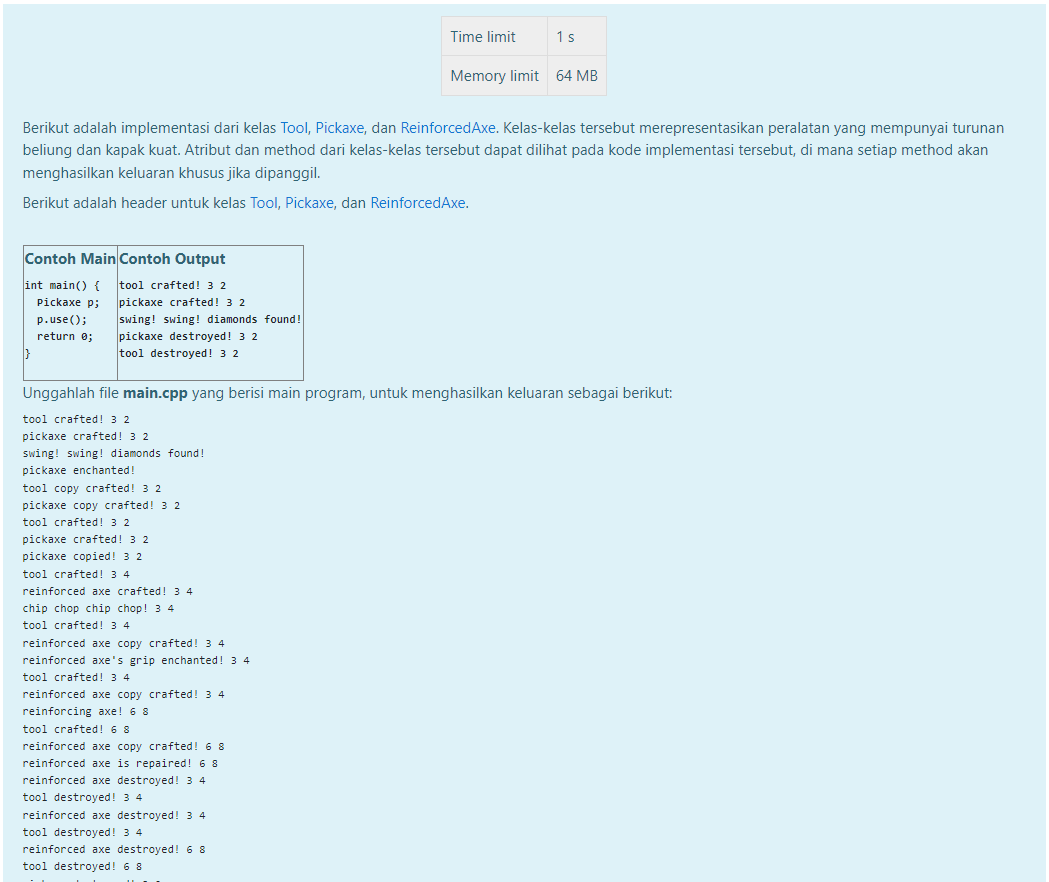 Time limit 1 s
Memory limit 64 MB
Berikut adalah implementasi dari kelas Tool, Pickaxe, dan ReinforcedAxe. Kelas-kelas tersebut merepresentasikan peralatan yang mempunyai turunan
beliung dan kapak kuat. Atribut dan method dari kelas-kelas tersebut dapat dilihat pada kode implementasi tersebut, di mana setiap method akan
menghasilkan keluaran khusus jika dipanggil.
Berikut adalah header untuk kelas Tool, Pickaxe, dan ReinforcedAxe.
Contoh Main Contoh Output
int main() { tool crafted! 3 2
Pickaxe p; pickaxe crafted! 3 2
p.use(); swing! swing! diamonds found!
return 0; pickaxe destroyed! 3 2
} tool destroyed! 3 2
Unggahlah file main.cpp yang berisi main program, untuk menghasilkan keluaran sebagai berikut:
tool crafted! 3 2
pickaxe crafted! 3 2
swing! swing! diamonds found!
pickaxe enchanted!
tool copy crafted! 3 2
pickaxe copy crafted! 3 2
tool crafted! 3 2
pickaxe crafted! 3 2
pickaxe copied! 3 2
tool crafted! 3 4
reinforced axe crafted! 3 4
chip chop chip chop! 3 4
tool crafted! 3 4
reinforced axe copy crafted! 3 4
reinforced axe's grip enchanted! 3 4
tool crafted! 3 4
reinforced axe copy crafted! 3 4
reinforcing axe! 6 8
tool crafted! 6 8
reinforced axe copy crafted! 6 8
reinforced axe is repaired! 6 8
reinforced axe destroyed! 3 4
tool destroyed! 3 4
reinforced axe destroyed! 3 4
tool destroyed! 3 4
reinforced axe destroyed! 6 8
tool destroyed! 6 8